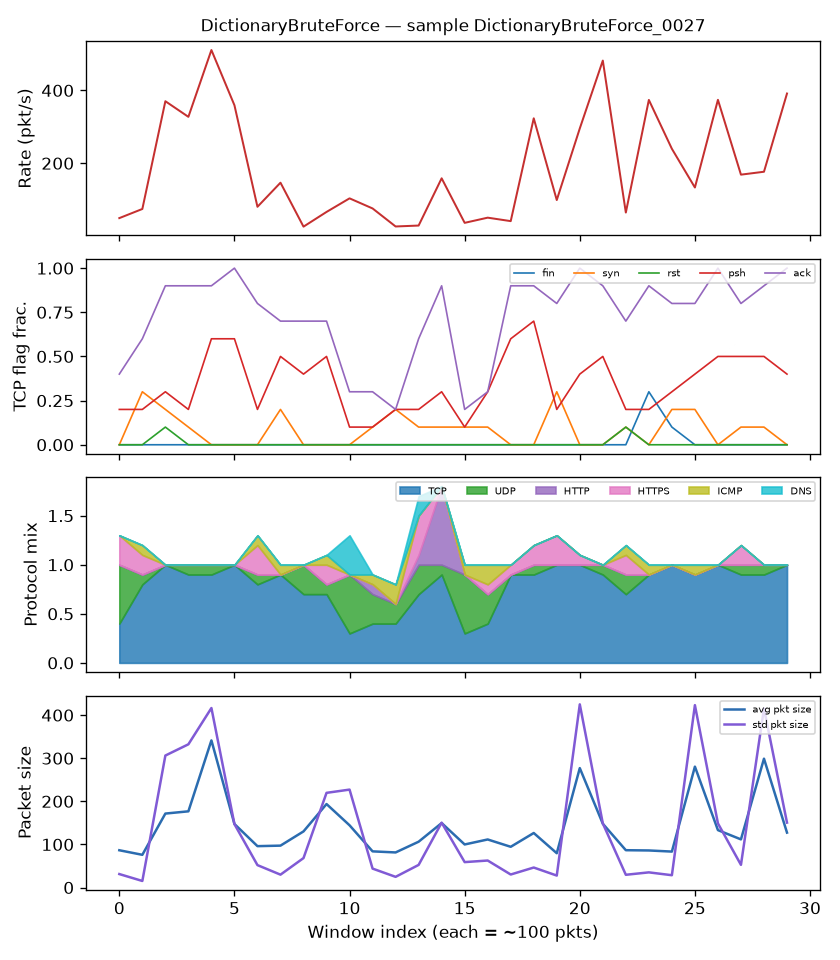 DictionaryBruteForce — sample DictionaryBruteForce_0027
Rate (pkt/s)
400
200
TCP flag frac.
1.00
0.75
0.50
0.25
0.00
fin syn rst psh ack
Protocol mix
1.5
1.0
0.5
0.0
TCP UDP HTTP HTTPS ICMP DNS
Packet size
400
300
200
100
0
avg pkt size
std pkt size
0 5 10 15 20 25 30
Window index (each = ~100 pkts)